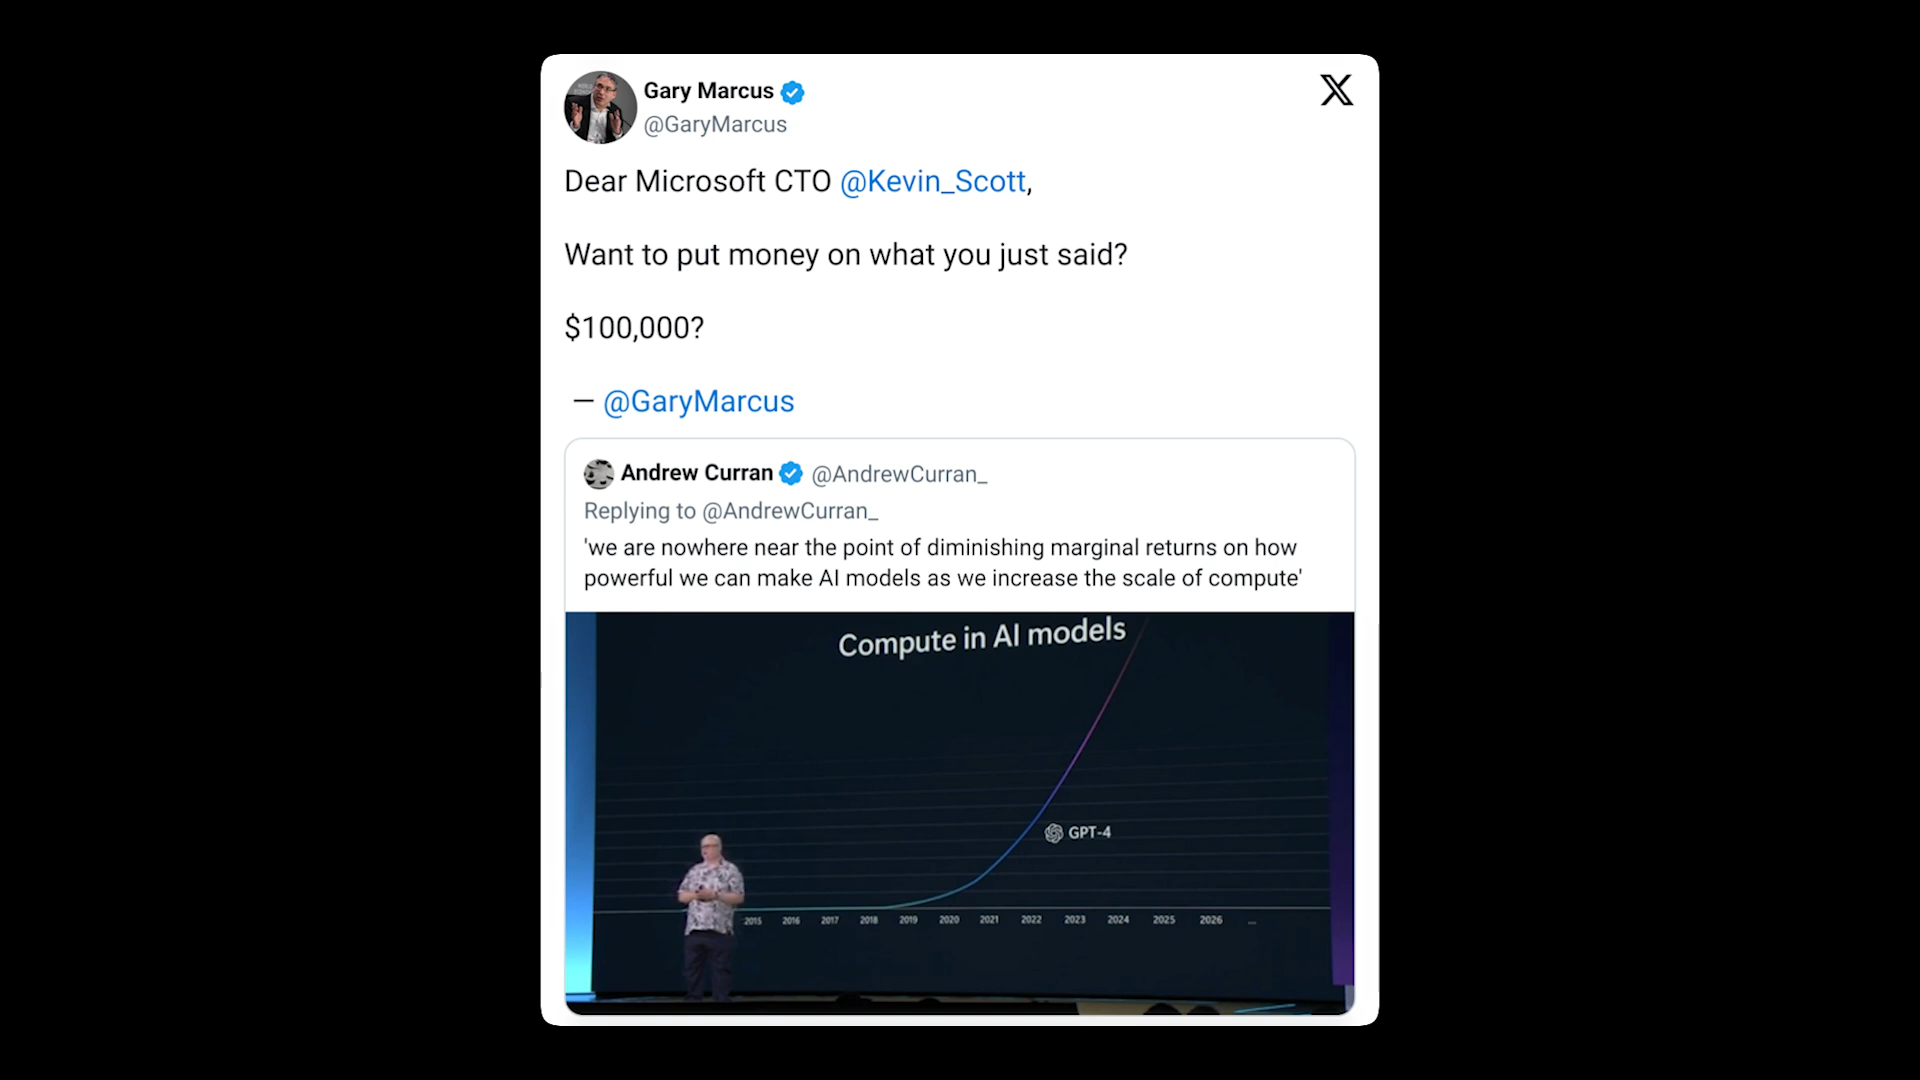 Gary Marcus
@GaryMarcus
Dear Microsoft CTO @Kevin_Scott,
Want to put money on what you just said?
$100,000?
— @GaryMarcus
Andrew Curran @AndrewCurran_
Replying to @AndrewCurran_
'we are nowhere near the point of diminishing marginal returns on how
powerful we can make AI models as we increase the scale of compute'
Compute in AI models
GPT-4
2015 2016 2017 2018 2019 2020 2021 2022 2023 2024 2025 2026 ...